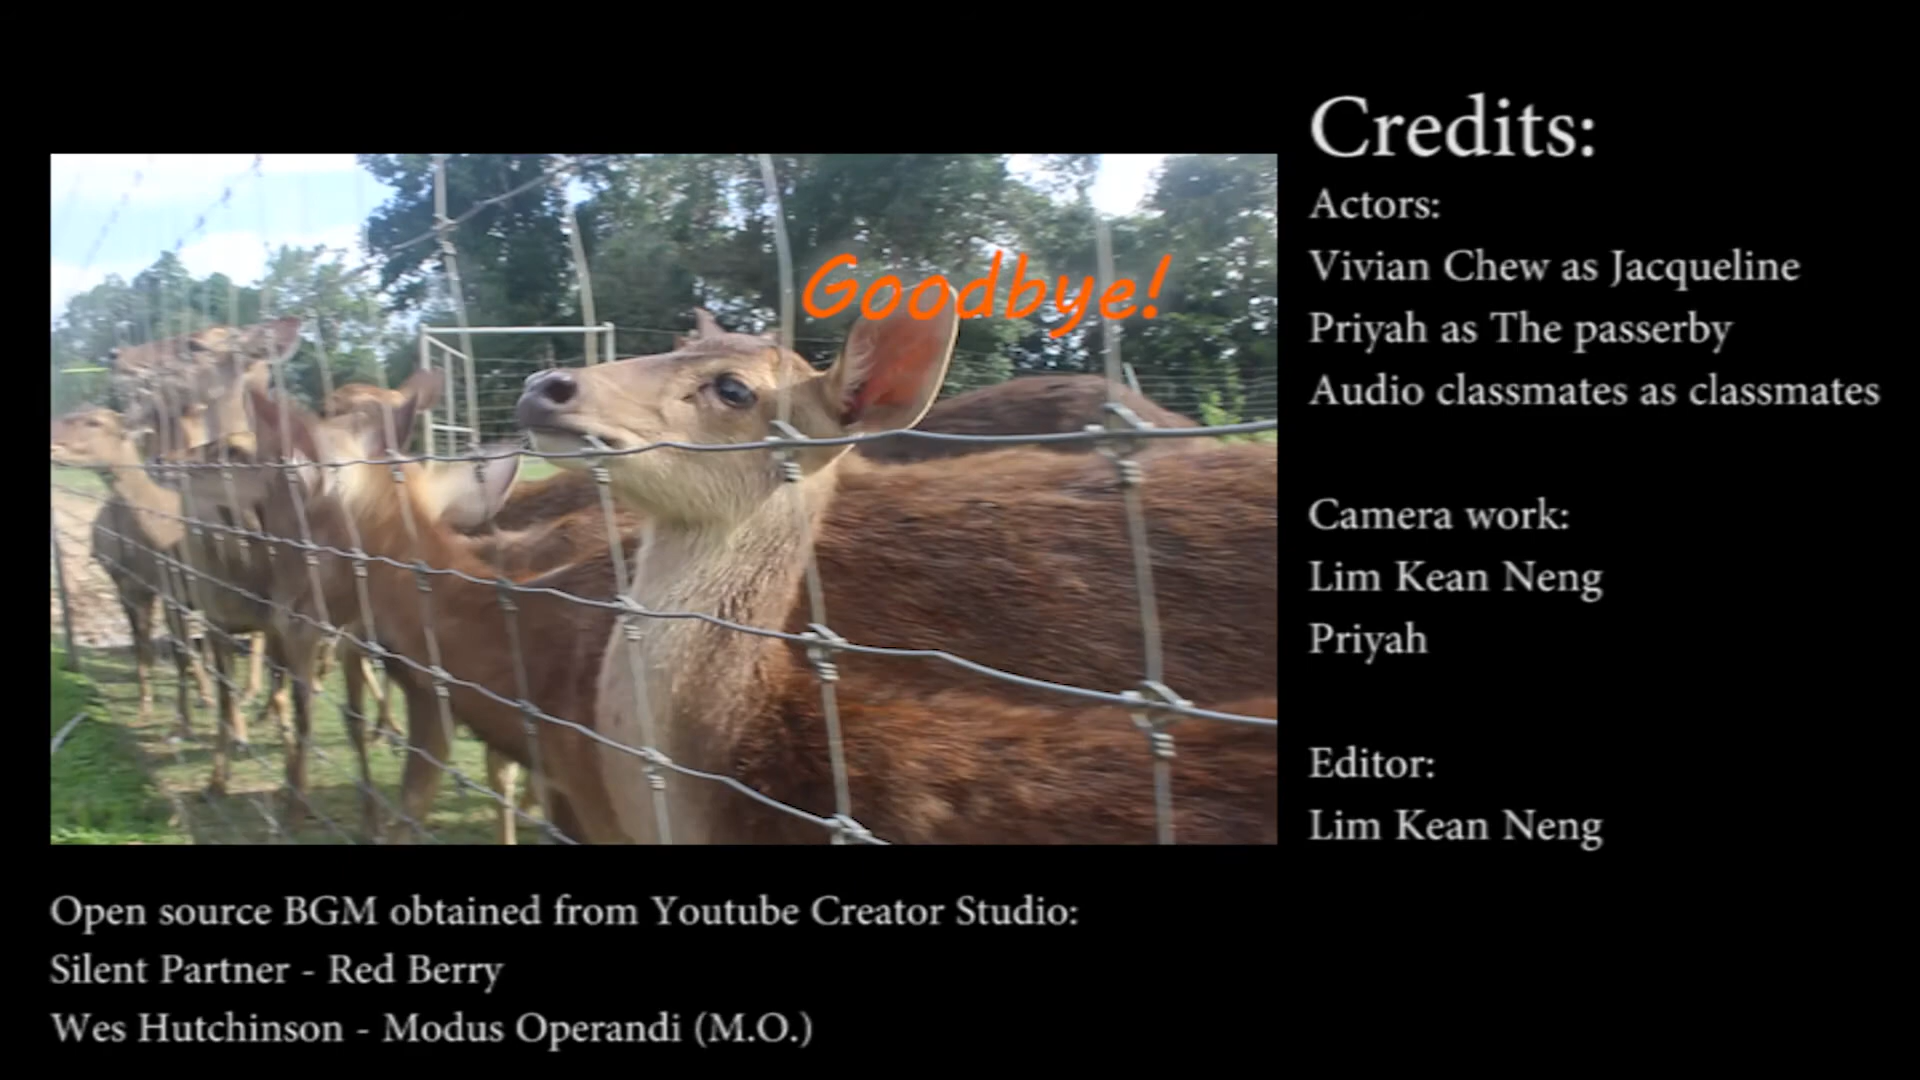 Goodbye!
Credits:
Actors:
Vivian Chew as Jacqueline
Priyah as The passerby
Audio classmates as classmates
Camera work:
Lim Kean Neng
Priyah
Editor:
Lim Kean Neng
Open source BGM obtained from Youtube Creator Studio:
Silent Partner - Red Berry
Wes Hutchinson - Modus Operandi (M.O.)